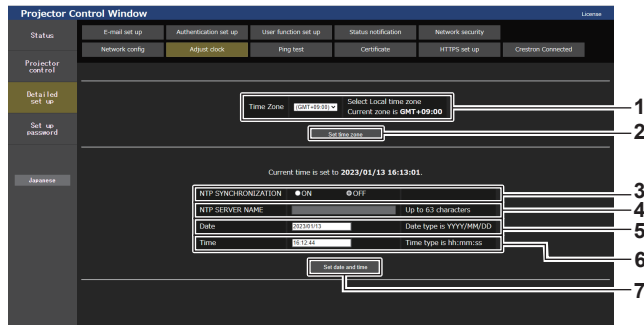 Projector Control Window
License
Status
E-mail set up
Authentication set up
User function set up
Status notification
Network security
Network config
Adjust clock
Ping test
Certificate
HTTPS set up
Crestron Connected
Projector
control
Detailed
set up
Set up
password
Japanese
Time Zone
(GMT+09:00)
Select Local time zone
Current zone is GMT+09:00
1
Set time zone
2
Current time is set to 2023/01/13 16:13:01.
NTP SYNCHRONIZATION
ON
OFF
3
NTP SERVER NAME
Up to 63 characters
4
Date
2023/01/13
Date type is YYYY/MM/DD
5
Time
16:12:44
Time type is hh:mm:ss
6
Set date and time
7